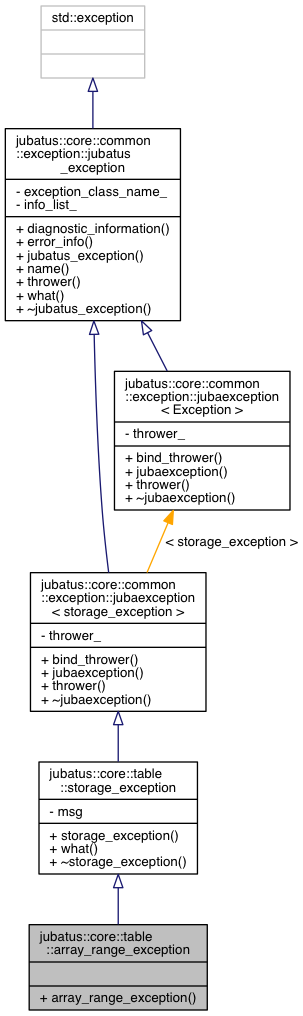 std::exception
jubatus::core::common
::exception::jubatus
_exception
- exception_class_name_
- info_list_
+ diagnostic_information()
+ error_info()
+ jubatus_exception()
+ name()
+ thrower()
+ what()
+ ~jubatus_exception()
jubatus::core::common
::exception::jubaexception
< Exception >
- thrower_
+ bind_thrower()
+ jubaexception()
+ thrower()
+ ~jubaexception()
< storage_exception >
jubatus::core::common
::exception::jubaexception
< storage_exception >
- thrower_
+ bind_thrower()
+ jubaexception()
+ thrower()
+ ~jubaexception()
jubatus::core::table
::storage_exception
- msg
+ storage_exception()
+ what()
+ ~storage_exception()
jubatus::core::table
::array_range_exception
+ array_range_exception()